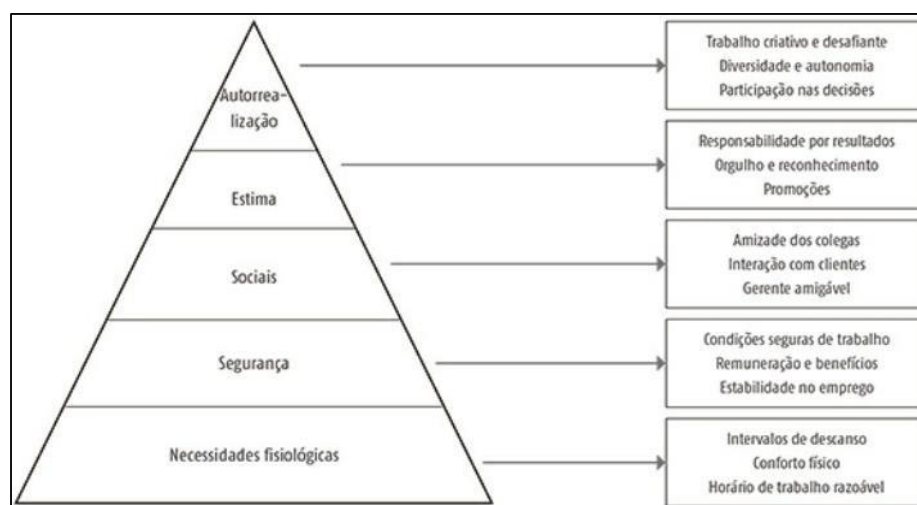 Autorrea-
lização
Trabalho criativo e desafiante
Diversidade e autonomia
Participação nas decisões
Estima
Responsabilidade por resultados
Orgulho e reconhecimento
Promoções
Sociais
Amizade dos colegas
Interação com clientes
Gerente amigável
Segurança
Condições seguras de trabalho
Remuneração e benefícios
Estabilidade no emprego
Necessidades fisiológicas
Intervalos de descanso
Conforto físico
Horário de trabalho razoável